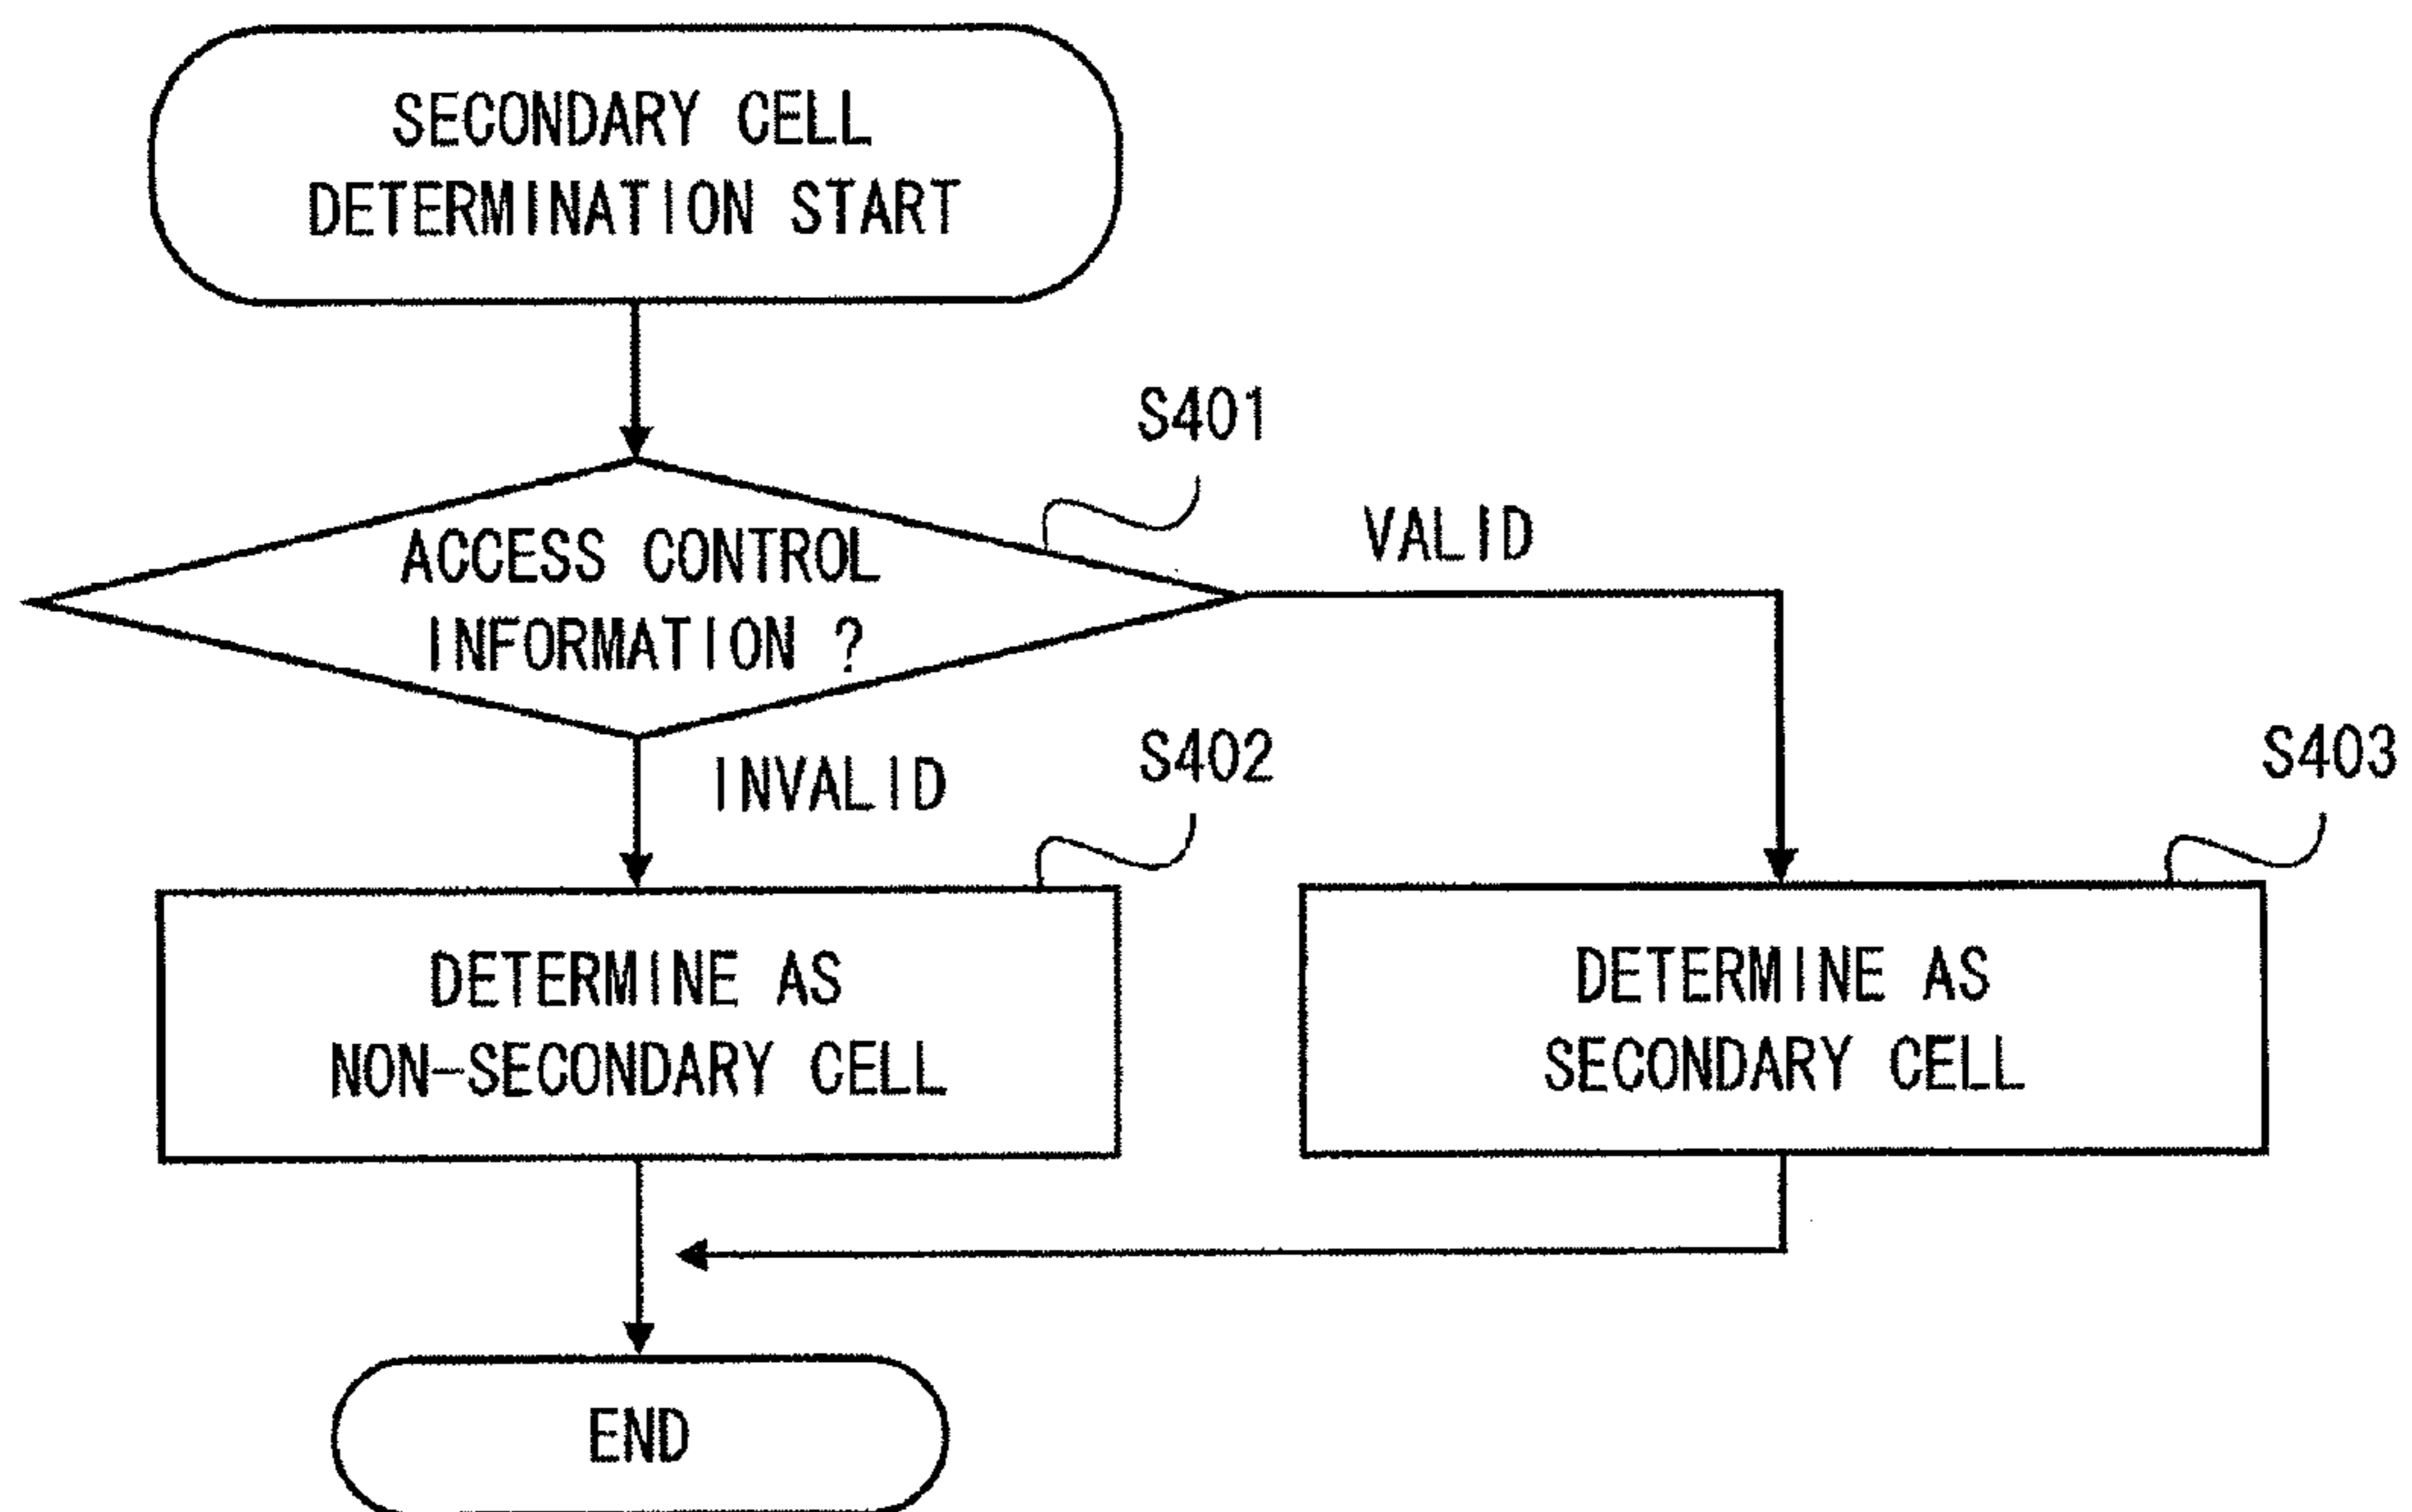 SECONDARY CELL
DETERMINATION START
S401
ACCESS CONTROL
INFORMATION ?
VALID
INVALID
S402
S403
DETERMINE AS
NON-SECONDARY CELL
DETERMINE AS
SECONDARY CELL
END